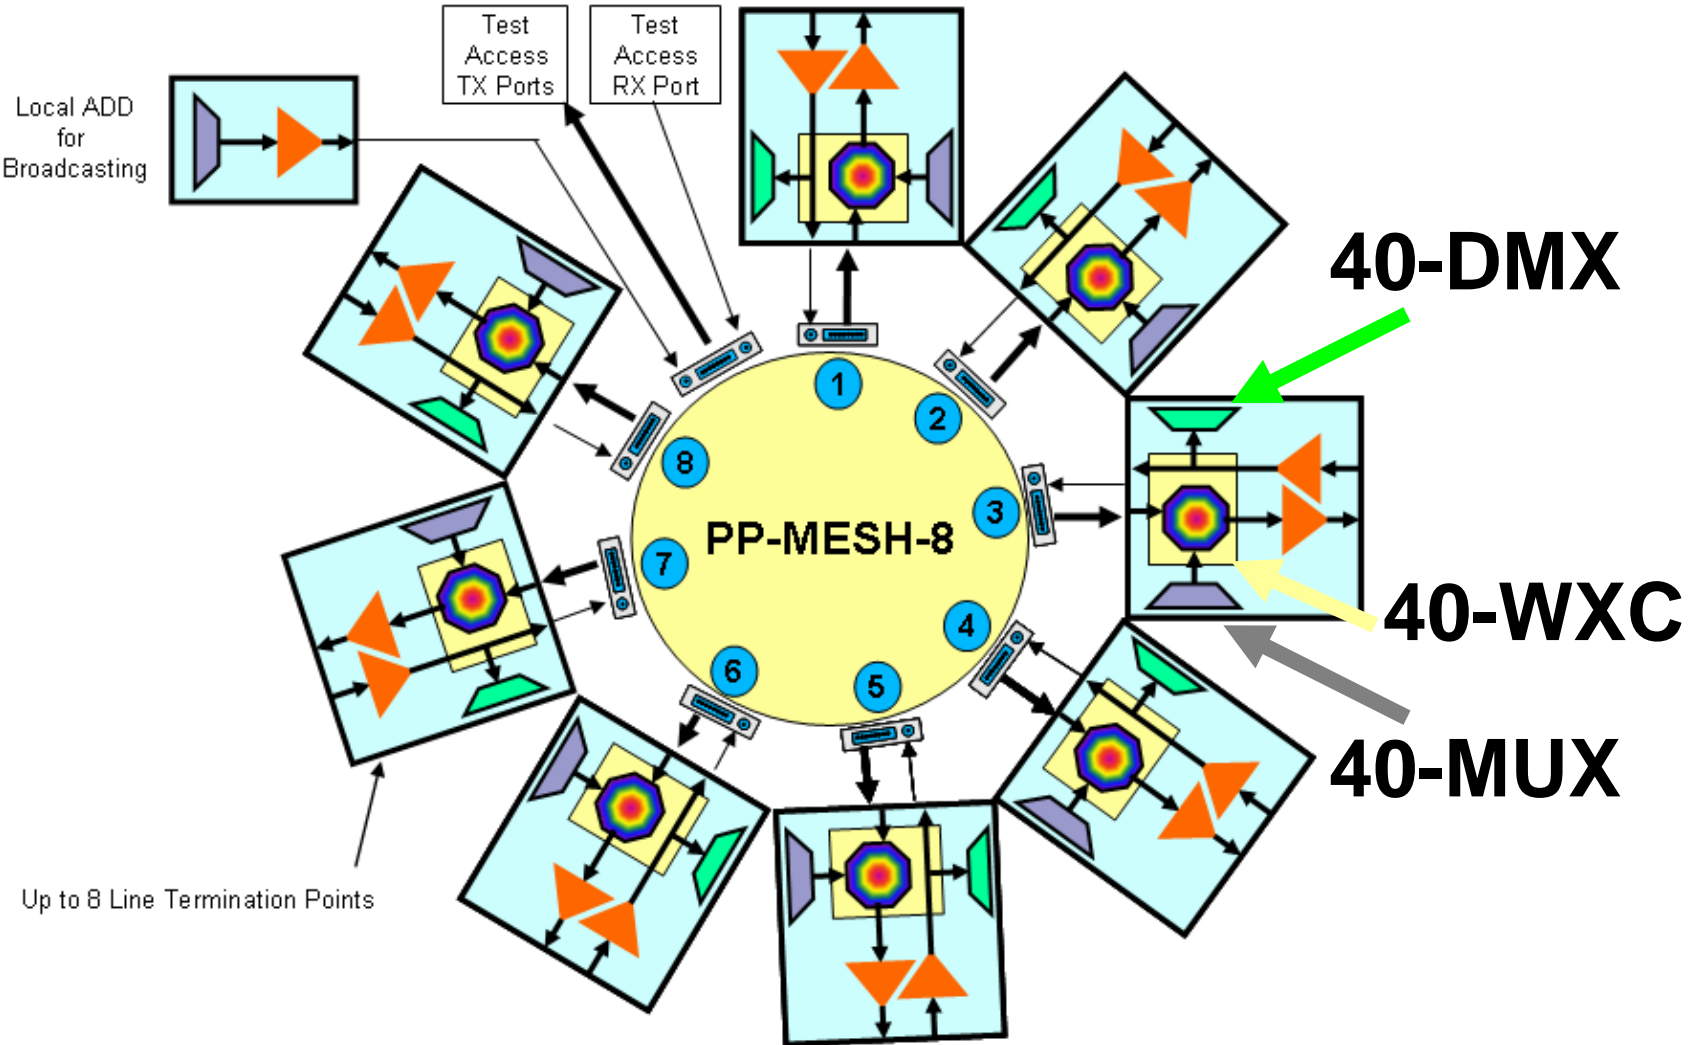 Test
Access
TX Ports
Test
Access
RX Port
Local ADD
for
Broadcasting
40-DMX
1
2
8
3
PP-MESH-8
7
40-WXC
4
6
5
40-MUX
Up to 8 Line Termination Points